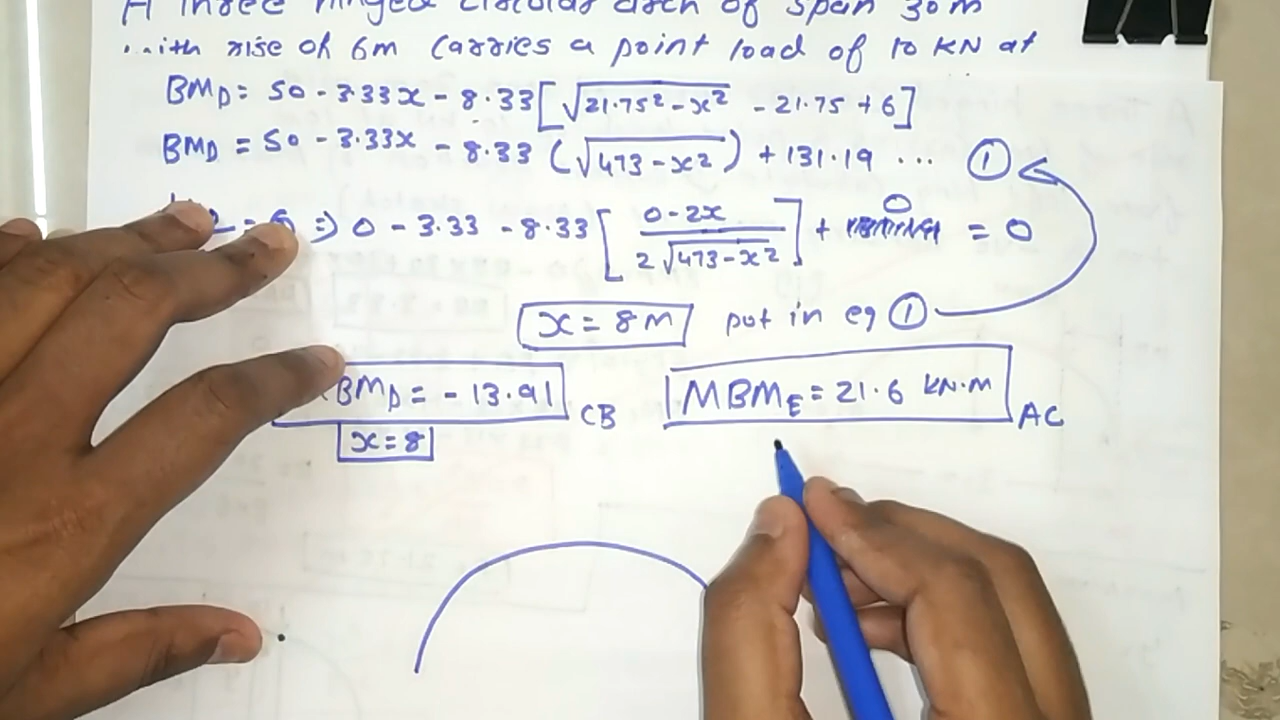 A three hinged circular arch of span 30m
with rise of 6m Carries a point load of 10 KN at
BMD = 50 - 3.33x - 8.33 [√21.75² - x² - 21.75 + 6]
BMD = 50 - 3.33x - 8.33 (√473 - x²) + 131.19 ... ①
=> 0 - 3.33 - 8.33 [ 0 - 2x / 2√473 - x² ] + 0 = 0
x = 8m put in eq ①
BMD = - 13.91 CB MBME = 21.6 KN.M AC
x = 8